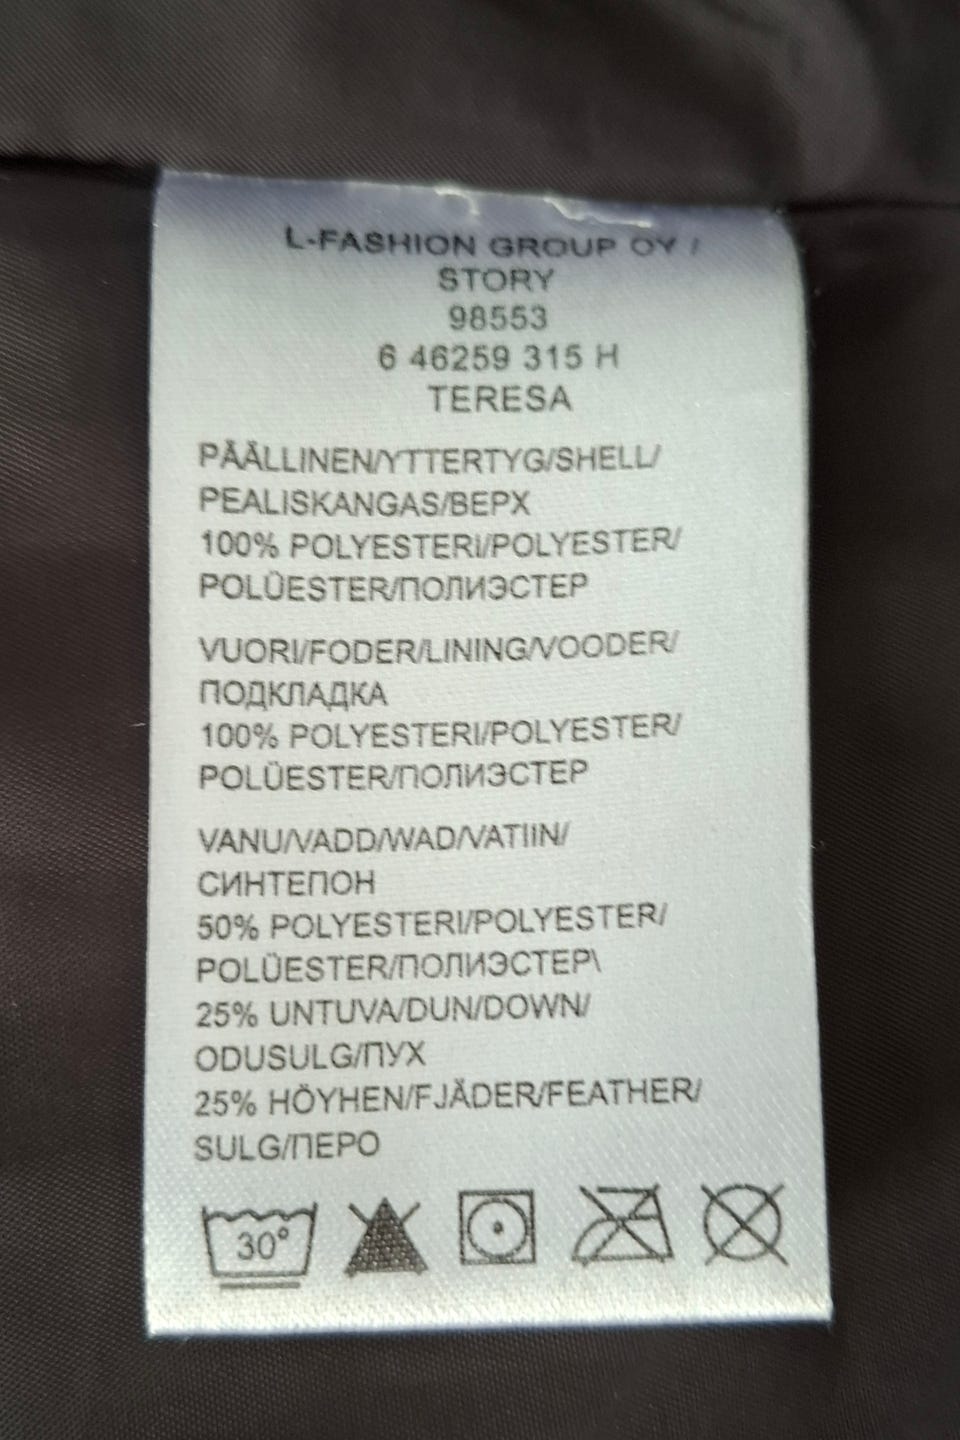 L-FASHION GROUP OY /
STORY
98553
6 46259 315 H
TERESA
PÄÄLLINEN/YTTERTYG/SHELL/
PEALISKANGAS/ВЕРХ
100% POLYESTERI/POLYESTER/
POLÜESTER/ПОЛИЭСТЕР
VUORI/FODER/LINING/VOODER/
ПОДКЛАДКА
100% POLYESTERI/POLYESTER/
POLÜESTER/ПОЛИЭСТЕР
VANU/VADD/WAD/VATIIN/
СИНТЕПОН
50% POLYESTERI/POLYESTER/
POLÜESTER/ПОЛИЭСТЕР\
25% UNTUVA/DUN/DOWN/
ODUSULG/ПУХ
25% HÖYHEN/FJÄDER/FEATHER/
SULG/ПЕРО
30°